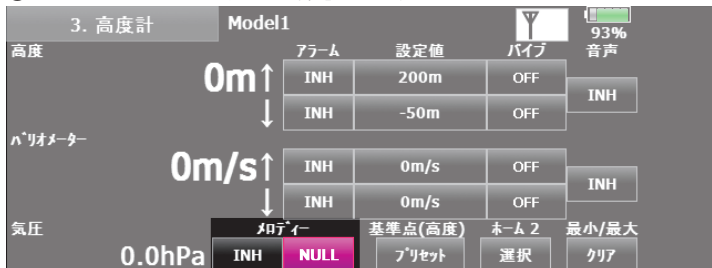 3. 高度計 Model1 93%
高度 アラーム 設定値 バイブ 音声
0m↑ INH 200m OFF INH
↓ INH -50m OFF
バリオメーター
0m/s↑ INH 0m/s OFF INH
↓ INH 0m/s OFF
気圧 メロディー 基準点(高度) ホーム 2 最小/最大
0.0hPa INH NULL プリセット 選択 クリア